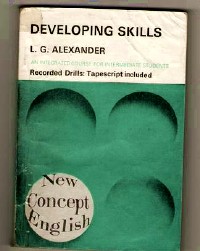 DEVELOPING SKILLS
L. G. ALEXANDER
AN INTEGRATED COURSE FOR INTERMEDIATE STUDENTS
Recorded Drills: Tapescript included
New
Concept
English